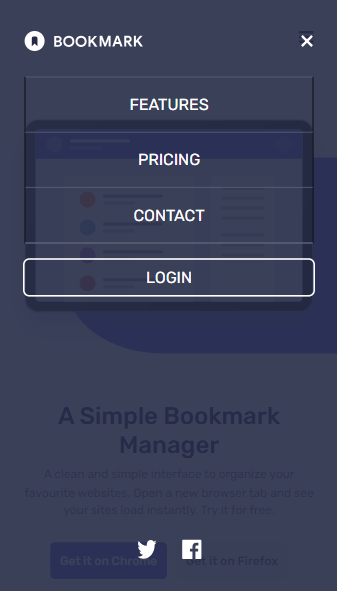 BOOKMARK
FEATURES
PRICING
CONTACT
LOGIN
A Simple Bookmark
Manager
A clean and simple interface to organize your
favourite websites. Open a new browser tab and see
your sites load instantly. Try it for free.
Get it on Chrome
Get it on Firefox